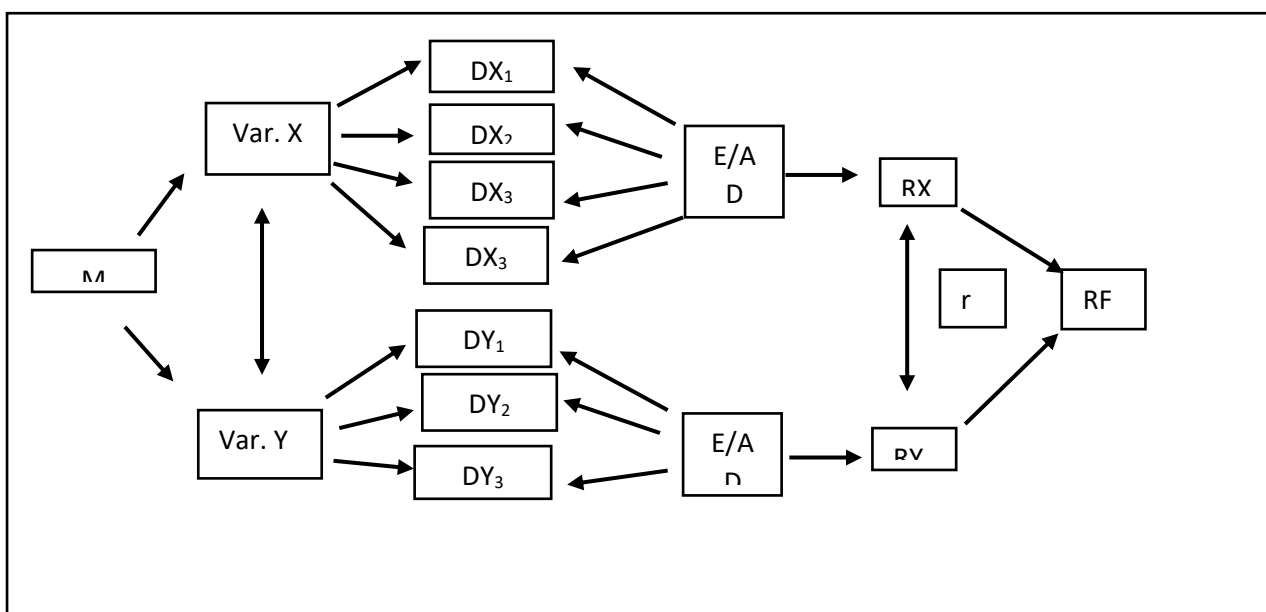 DX₁
Var. X
DX₂
E/A
D
DX₃
RX
DX₃
M
r
RF
DY₁
DY₂
Var. Y
E/A
D
DY₃